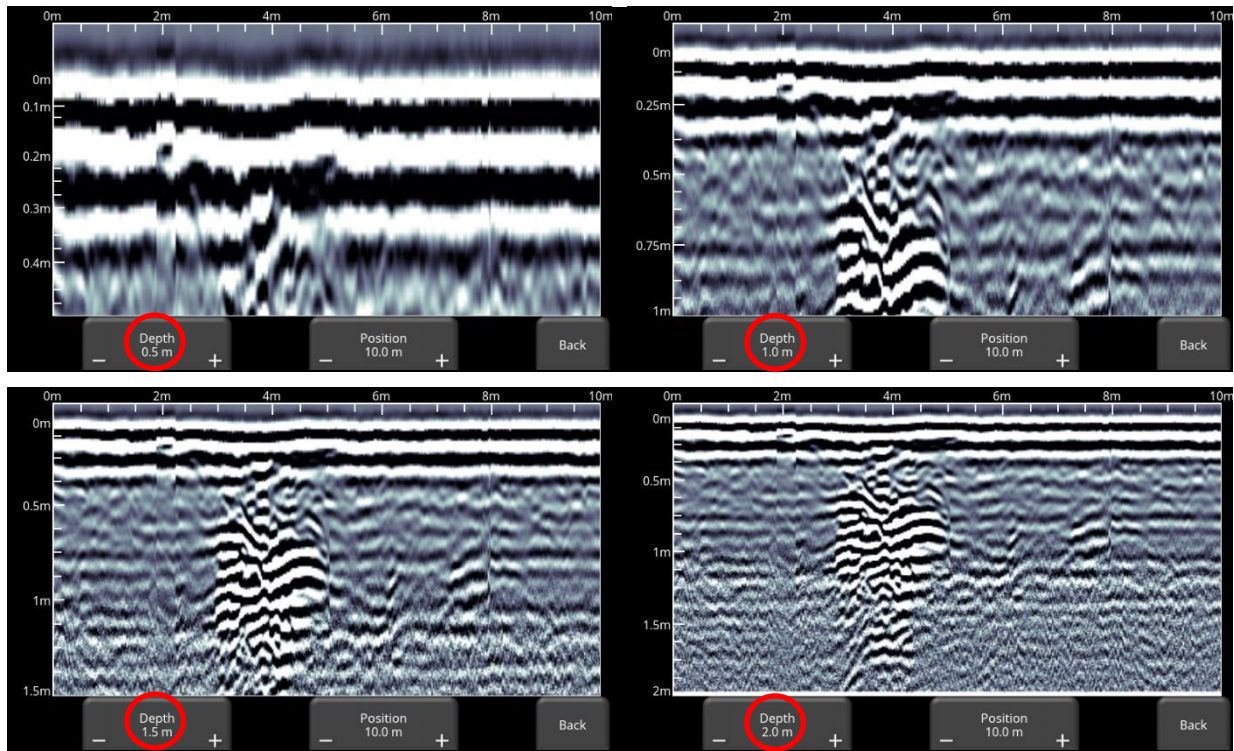 0m 2m 4m 6m 8m 10m
0m
0.1m
0.2m
0.3m
0.4m
Depth
0.5 m
− +
Position
10.0 m
− +
Back
0m 2m 4m 6m 8m 10m
0m
0.25m
0.5m
0.75m
1m
Depth
1.0 m
− +
Position
10.0 m
− +
Back
0m 2m 4m 6m 8m 10m
0m
0.5m
1m
1.5m
Depth
1.5 m
− +
Position
10.0 m
− +
Back
0m 2m 4m 6m 8m 10m
0m
0.5m
1m
1.5m
2m
Depth
2.0 m
− +
Position
10.0 m
− +
Back